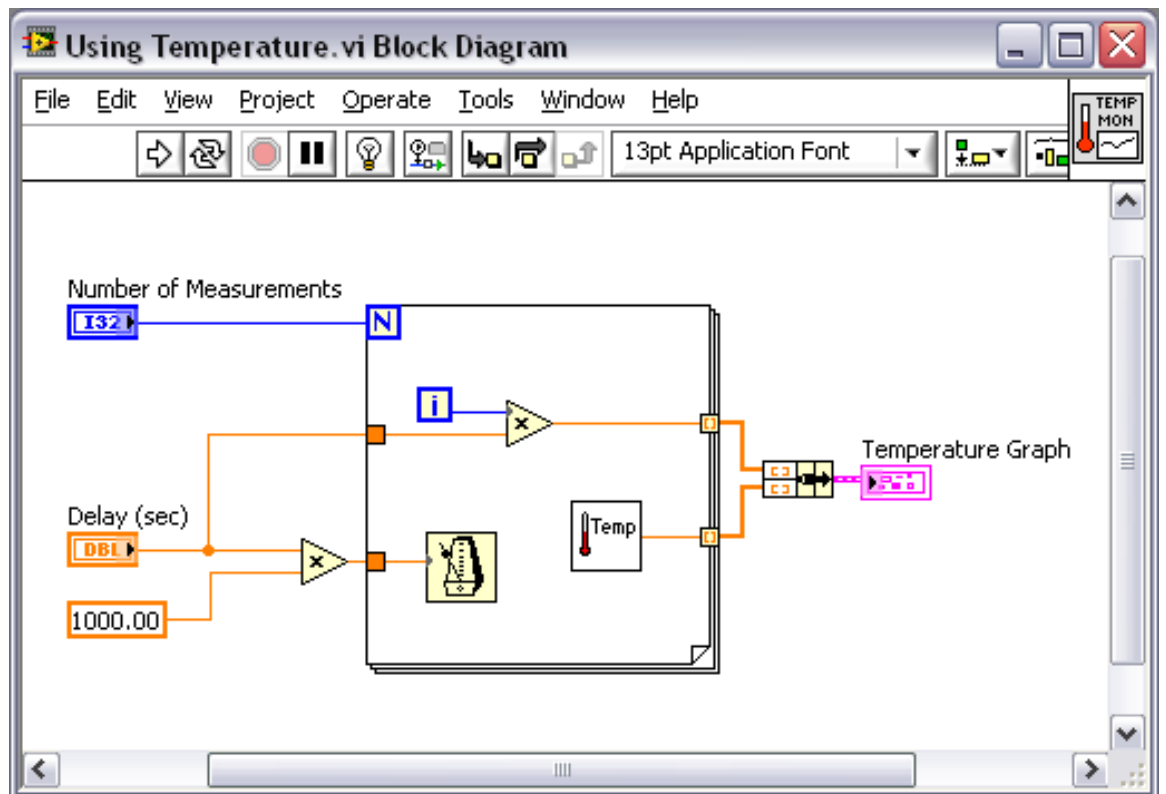 Using Temperature.vi Block Diagram
File Edit View Project Operate Tools Window Help
TEMP
MON
13pt Application Font
Number of Measurements
I32
N
i
x
Temperature Graph
Temp
Delay (sec)
DBL
x
1000.00